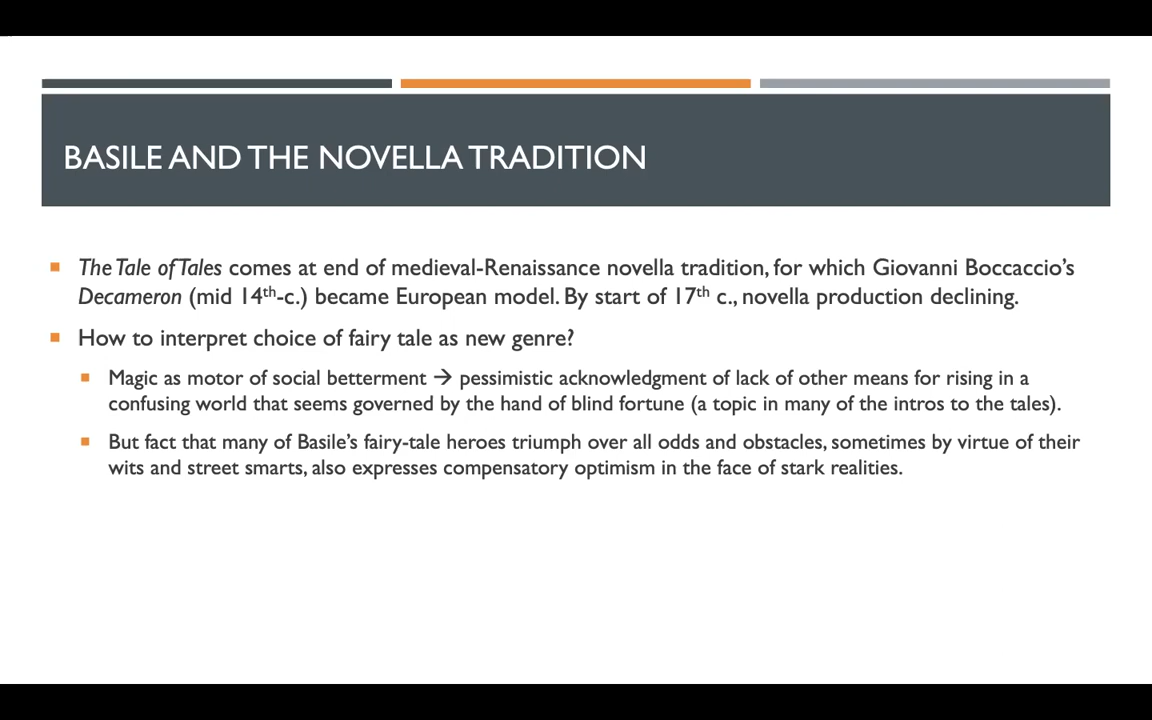 BASILE AND THE NOVELLA TRADITION
▪ The Tale of Tales comes at end of medieval-Renaissance novella tradition, for which Giovanni Boccaccio's
Decameron (mid 14th-c.) became European model. By start of 17th c., novella production declining.
▪ How to interpret choice of fairy tale as new genre?
▪ Magic as motor of social betterment → pessimistic acknowledgment of lack of other means for rising in a
confusing world that seems governed by the hand of blind fortune (a topic in many of the intros to the tales).
▪ But fact that many of Basile's fairy-tale heroes triumph over all odds and obstacles, sometimes by virtue of their
wits and street smarts, also expresses compensatory optimism in the face of stark realities.